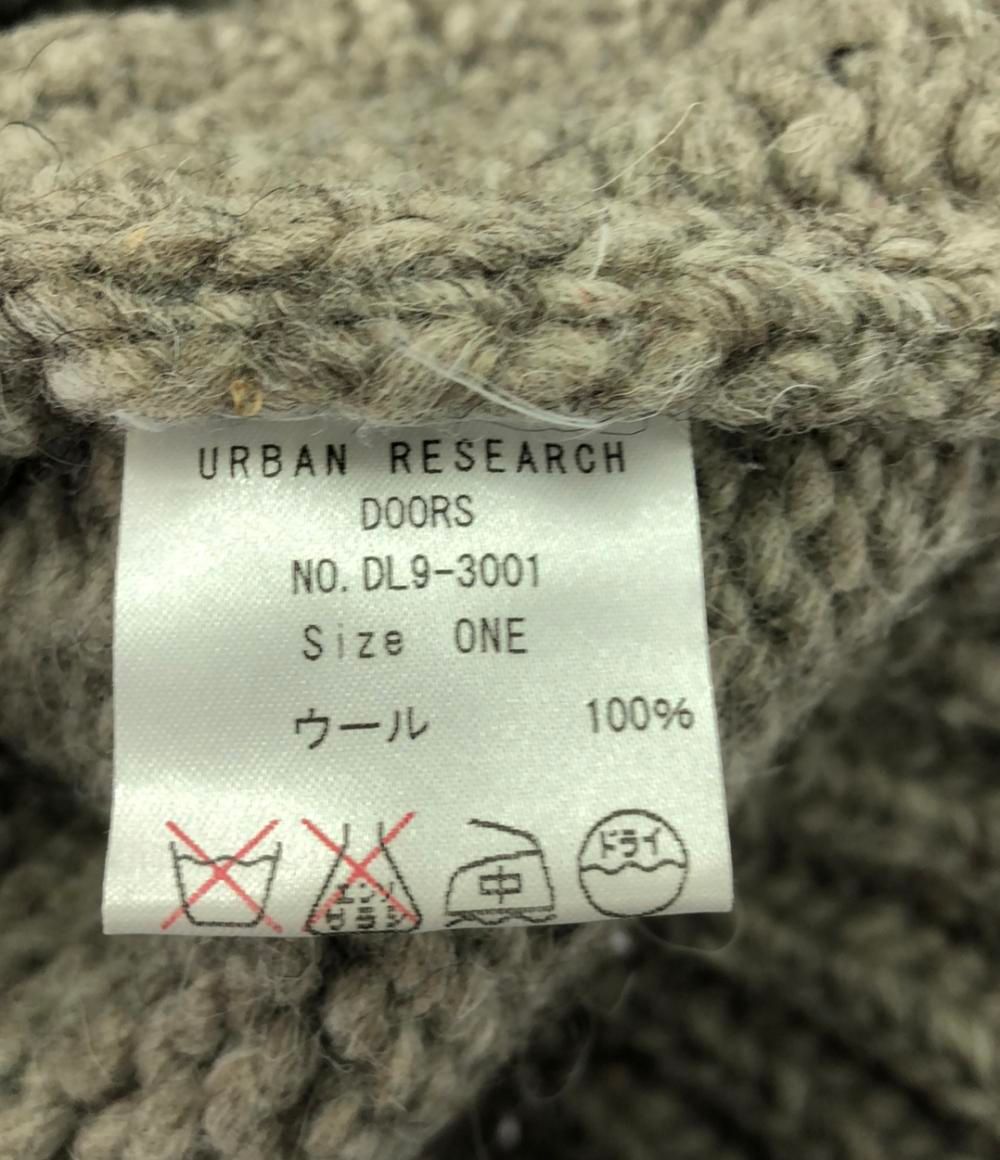 URBAN RESEARCH
DOORS
NO. DL9-3001
Size ONE
ウール 100%
中 ドライ